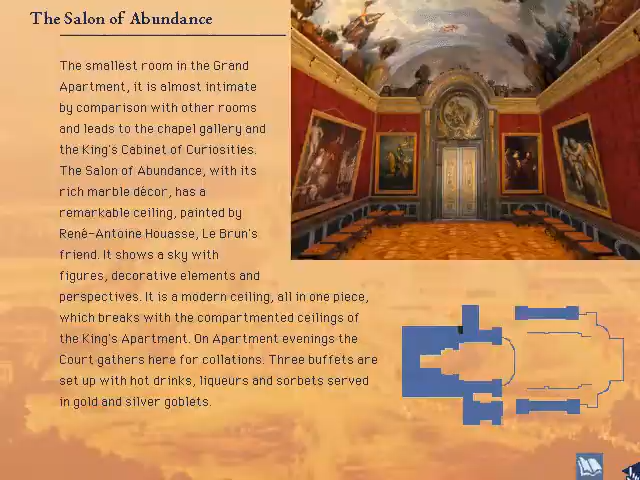 The Salon of Abundance
The smallest room in the Grand
Apartment, it is almost intimate
by comparison with other rooms
and leads to the chapel gallery and
the King's Cabinet of Curiosities.
The Salon of Abundance, with its
rich marble décor, has a
remarkable ceiling, painted by
René-Antoine Houasse, Le Brun's
friend. It shows a sky with
figures, decorative elements and
perspectives. It is a modern ceiling, all in one piece,
which breaks with the compartmented ceilings of
the King's Apartment. On Apartment evenings the
Court gathers here for collations. Three buffets are
set up with hot drinks, liqueurs and sorbets served
in gold and silver goblets.